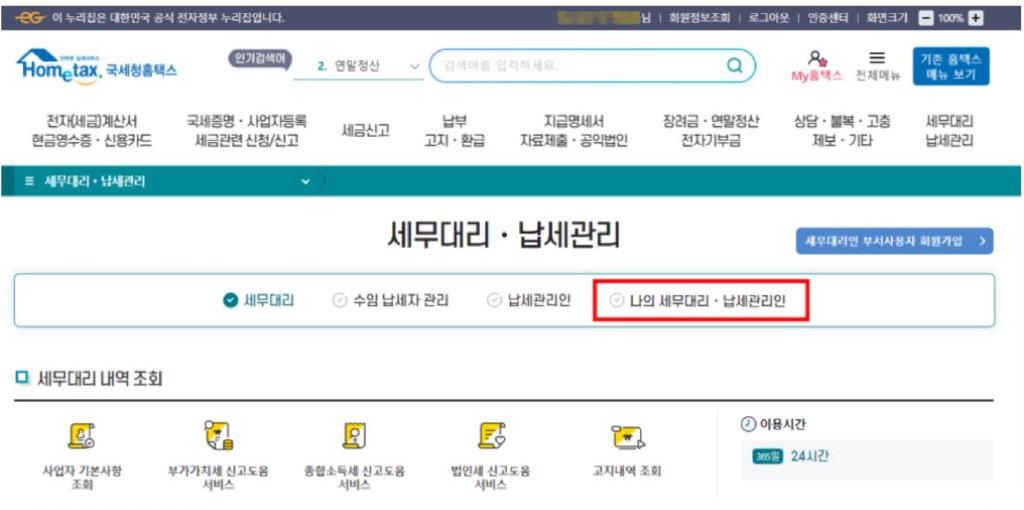 이 누리집은 대한민국 공식 전자정부 누리집입니다.
님 | 회원정보조회 | 로그아웃 | 인증센터 | 화면크기 - 100% +
Hometax. 국세청홈택스
인기검색어
2. 연말정산
검색어를 입력하세요.
My홈택스
전체메뉴
기존 홈택스
메뉴 보기
전자(세금)계산서
현금영수증・신용카드
국세증명・사업자등록
세금관련 신청/신고
세금신고
납부
고지・환급
지급명세서
자료제출・공익법인
장려금・연말정산
전자기부금
상담・불복・고충
제보・기타
세무대리
납세관리
세무대리・납세관리
세무대리・납세관리
세무대리인 부서사용자 회원가입
세무대리
수임 납세자 관리
납세관리인
나의 세무대리・납세관리인
세무대리 내역 조회
사업자 기본사항
조회
부가가치세 신고도움
서비스
종합소득세 신고도움
서비스
법인세 신고도움
서비스
고지내역 조회
이용시간
365일 24시간